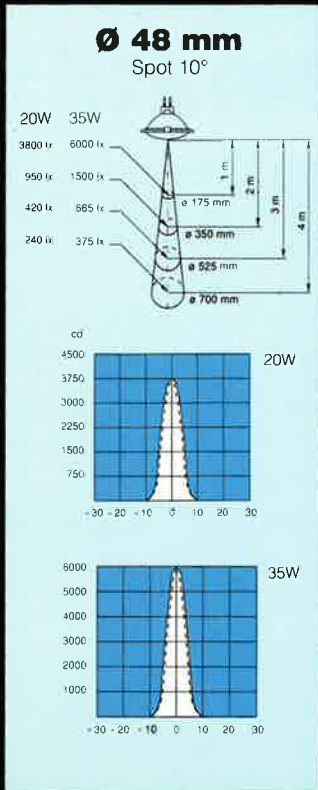 Ø 48 mm
Spot 10°
20W 35W
3800 lx 6000 lx
950 lx 1500 lx
420 lx 665 lx
240 lx 375 lx
1 m
2 m
3 m
4 m
ø 175 mm
ø 350 mm
ø 525 mm
ø 700 mm
cd
4500
3750
3000
2250
1500
750
20W
-30 -20 -10 0 10 20 30
6000
5000
4000
3000
2000
1000
35W
-30 -20 -10 0 10 20 30